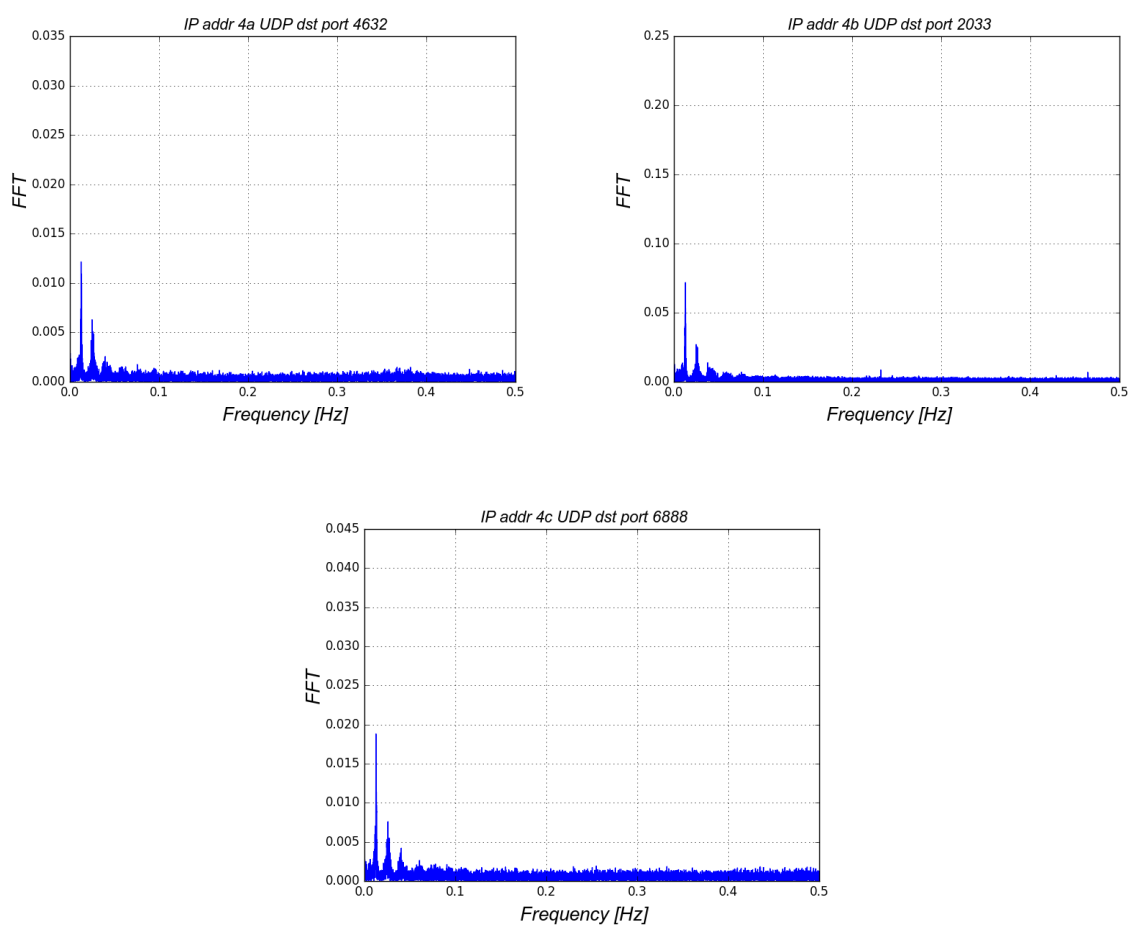 IP addr 4a UDP dst port 4632
0.035
0.030
0.025
0.020
0.015
0.010
0.005
0.000
FFT
0.0 0.1 0.2 0.3 0.4 0.5
Frequency [Hz]
IP addr 4b UDP dst port 2033
0.25
0.20
0.15
0.10
0.05
0.00
FFT
0.0 0.1 0.2 0.3 0.4 0.5
Frequency [Hz]
IP addr 4c UDP dst port 6888
0.045
0.040
0.035
0.030
0.025
0.020
0.015
0.010
0.005
0.000
FFT
0.0 0.1 0.2 0.3 0.4 0.5
Frequency [Hz]